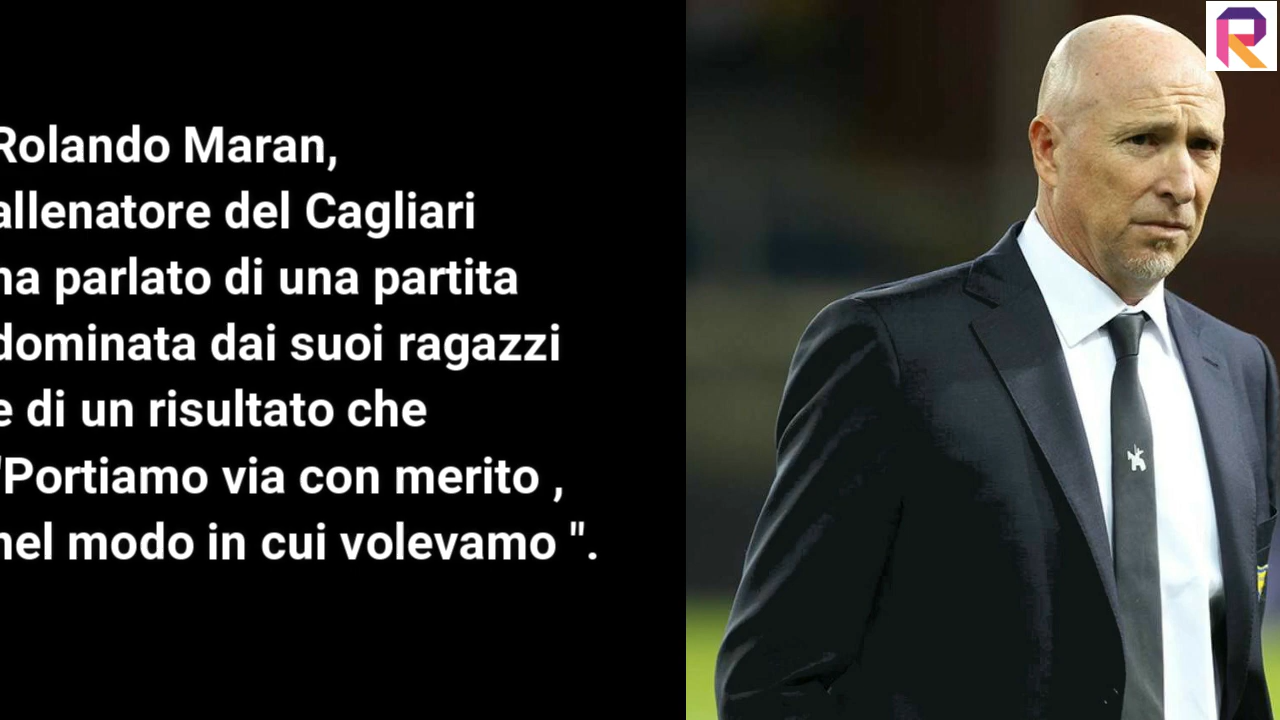 Rolando Maran,
allenatore del Cagliari
ha parlato di una partita
dominata dai suoi ragazzi
e di un risultato che
"Portiamo via con merito ,
nel modo in cui volevamo ".
R